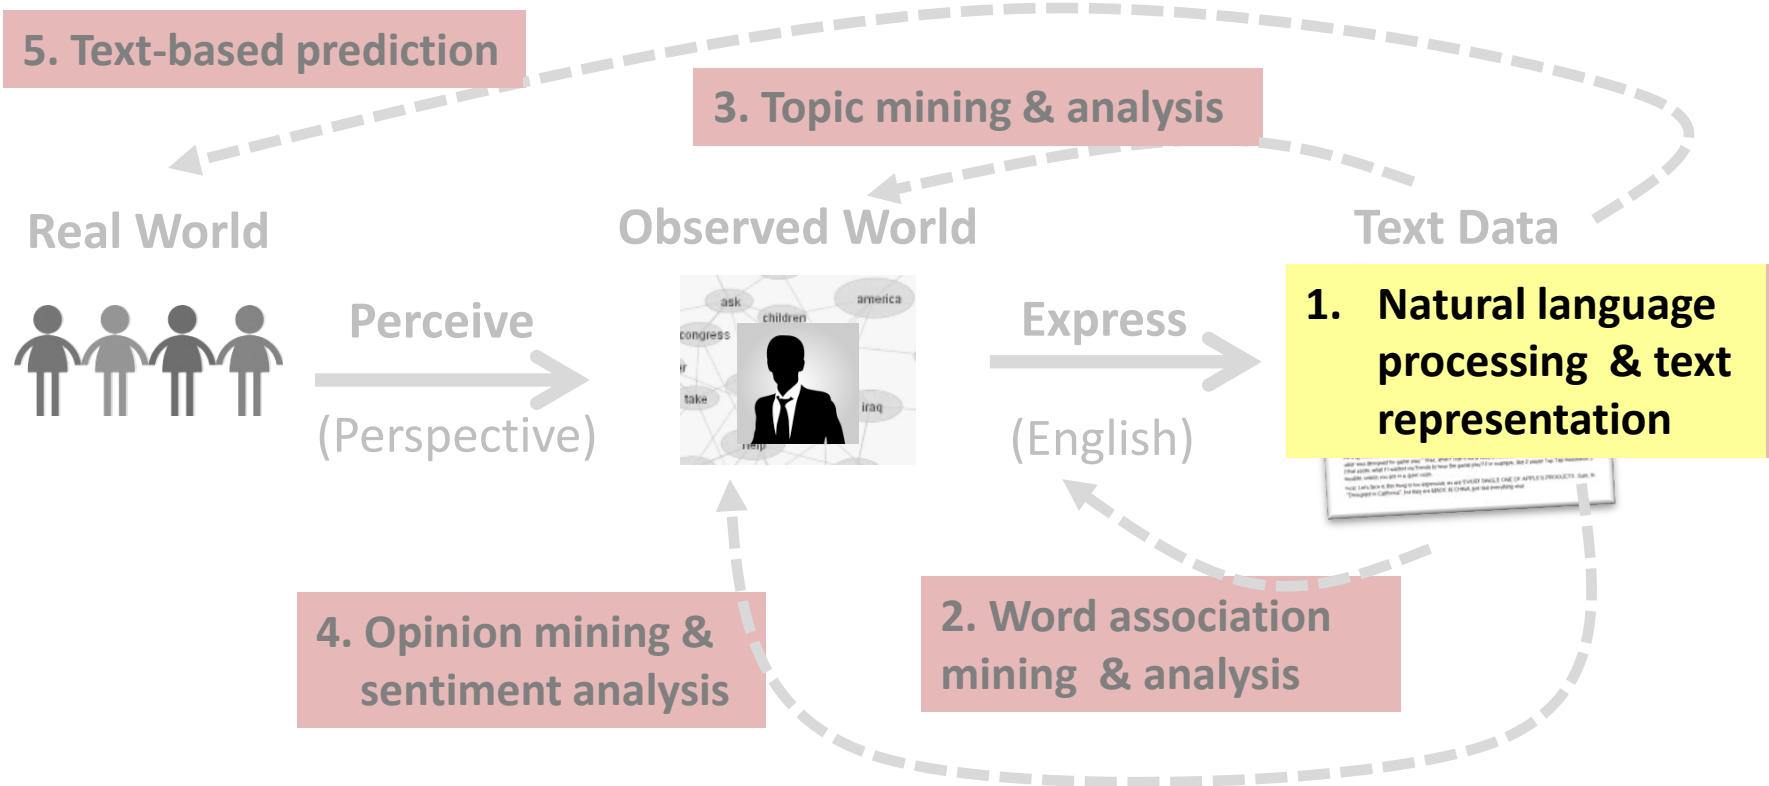 5. Text-based prediction
3. Topic mining & analysis
Real World
Observed World
Text Data
Perceive
(Perspective)
ask
america
children
congress
take
iraq
Help
Express
(English)
1. Natural language
processing & text
representation
4. Opinion mining &
sentiment analysis
2. Word association
mining & analysis